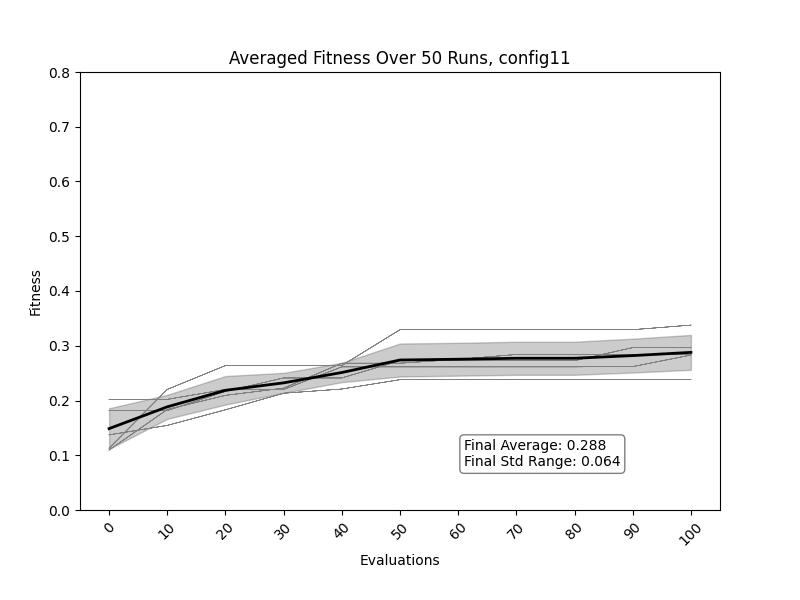 Averaged Fitness Over 50 Runs, config11
0.8
0.7
0.6
0.5
0.4
0.3
0.2
0.1
0.0
Fitness
Final Average: 0.288
Final Std Range: 0.064
0 10 20 30 40 50 60 70 80 90 100
Evaluations